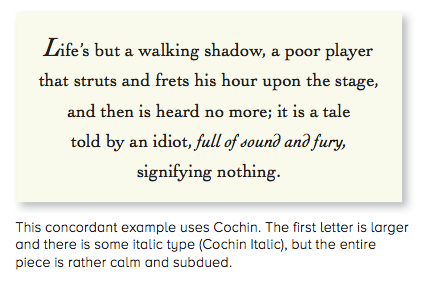 Life's but a walking shadow, a poor player
that struts and frets his hour upon the stage,
and then is heard no more; it is a tale
told by an idiot, full of sound and fury,
signifying nothing.
This concordant example uses Cochin. The first letter is larger
and there is some italic type (Cochin Italic), but the entire
piece is rather calm and subdued.